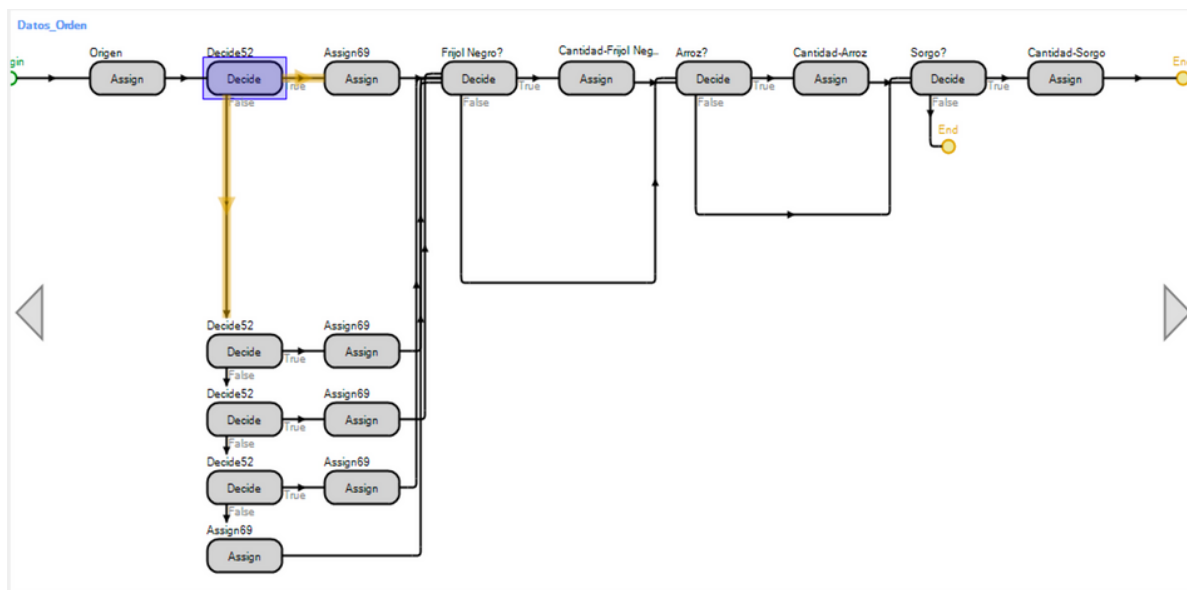 Datos_Orden
Origen
Decide52
Assign69
Frijol Negro?
Cantidad-Frijol Neg...
Arroz?
Cantidad-Arroz
Sorgo?
Cantidad-Sorgo
Assign
Decide
True
False
Assign
Decide
True
False
Assign
Decide
True
False
Assign
Decide
True
False
Assign
End
Decide52
Assign69
Decide
True
False
Assign
Decide52
Assign69
Decide
True
False
Assign
Decide52
Assign69
Decide
True
False
Assign
Assign69
Assign